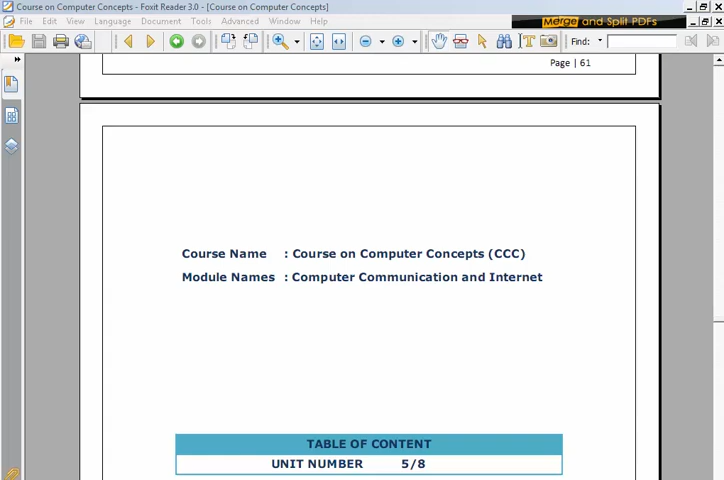 Course on Computer Concepts - Foxit Reader 3.0 - [Course on Computer Concepts]
File Edit View Language Document Tools Advanced Window Help
Merge and Split PDFs
Find:
Page | 61
Course Name : Course on Computer Concepts (CCC)
Module Names : Computer Communication and Internet
TABLE OF CONTENT
UNIT NUMBER 5/8